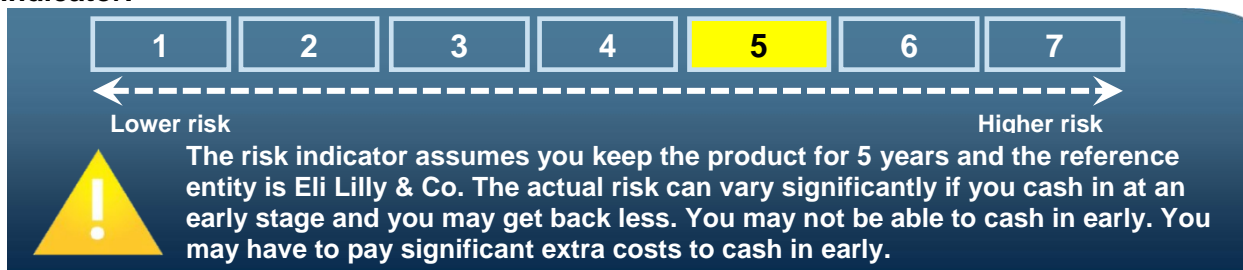 1 2 3 4 5 6 7
Lower risk Higher risk
The risk indicator assumes you keep the product for 5 years and the reference
entity is Eli Lilly & Co. The actual risk can vary significantly if you cash in at an
early stage and you may get back less. You may not be able to cash in early. You
may have to pay significant extra costs to cash in early.